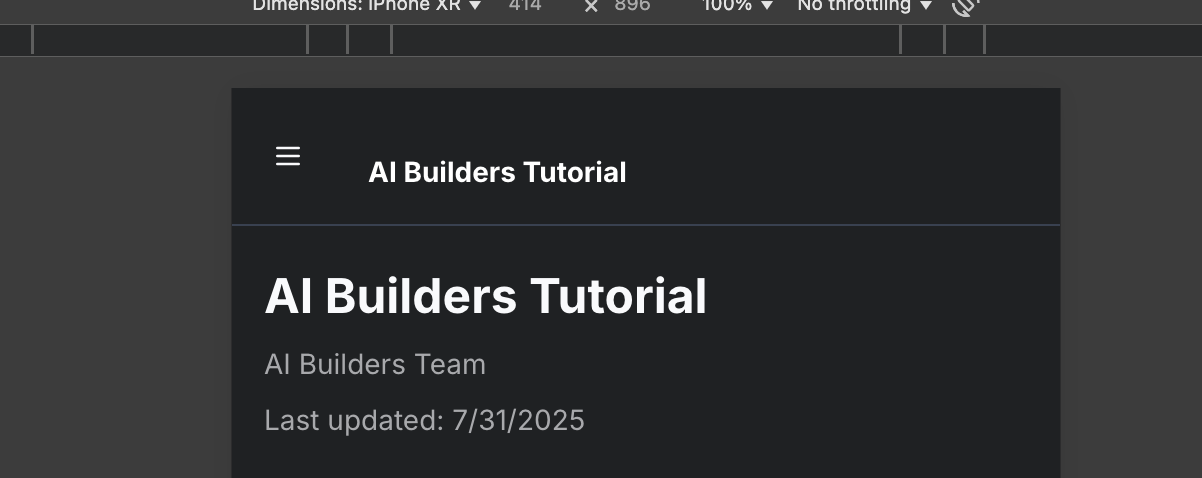 Dimensions: iPhone XR ▼ 414 × 896 100% ▼ No throttling ▼
AI Builders Tutorial
AI Builders Tutorial
AI Builders Team
Last updated: 7/31/2025